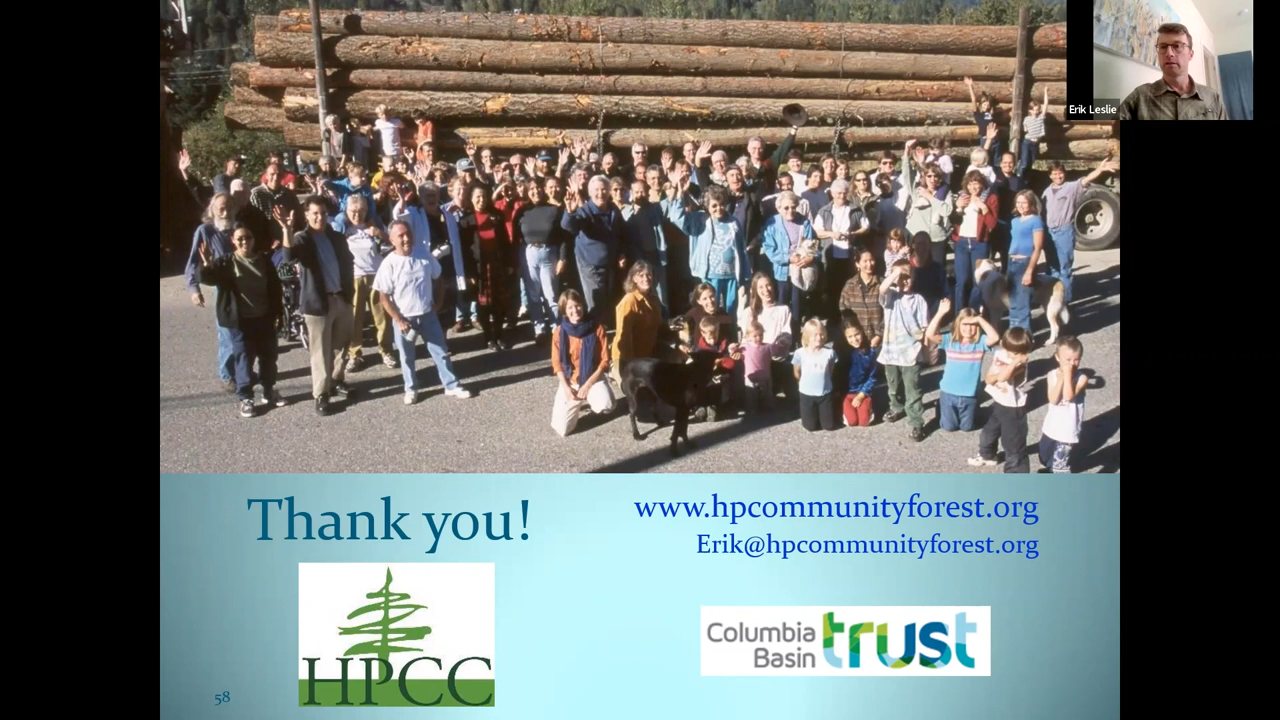 Erik Leslie
Thank you!
www.hpcommunityforest.org
Erik@hpcommunityforest.org
HPCC
Columbia
Basin
trust
58